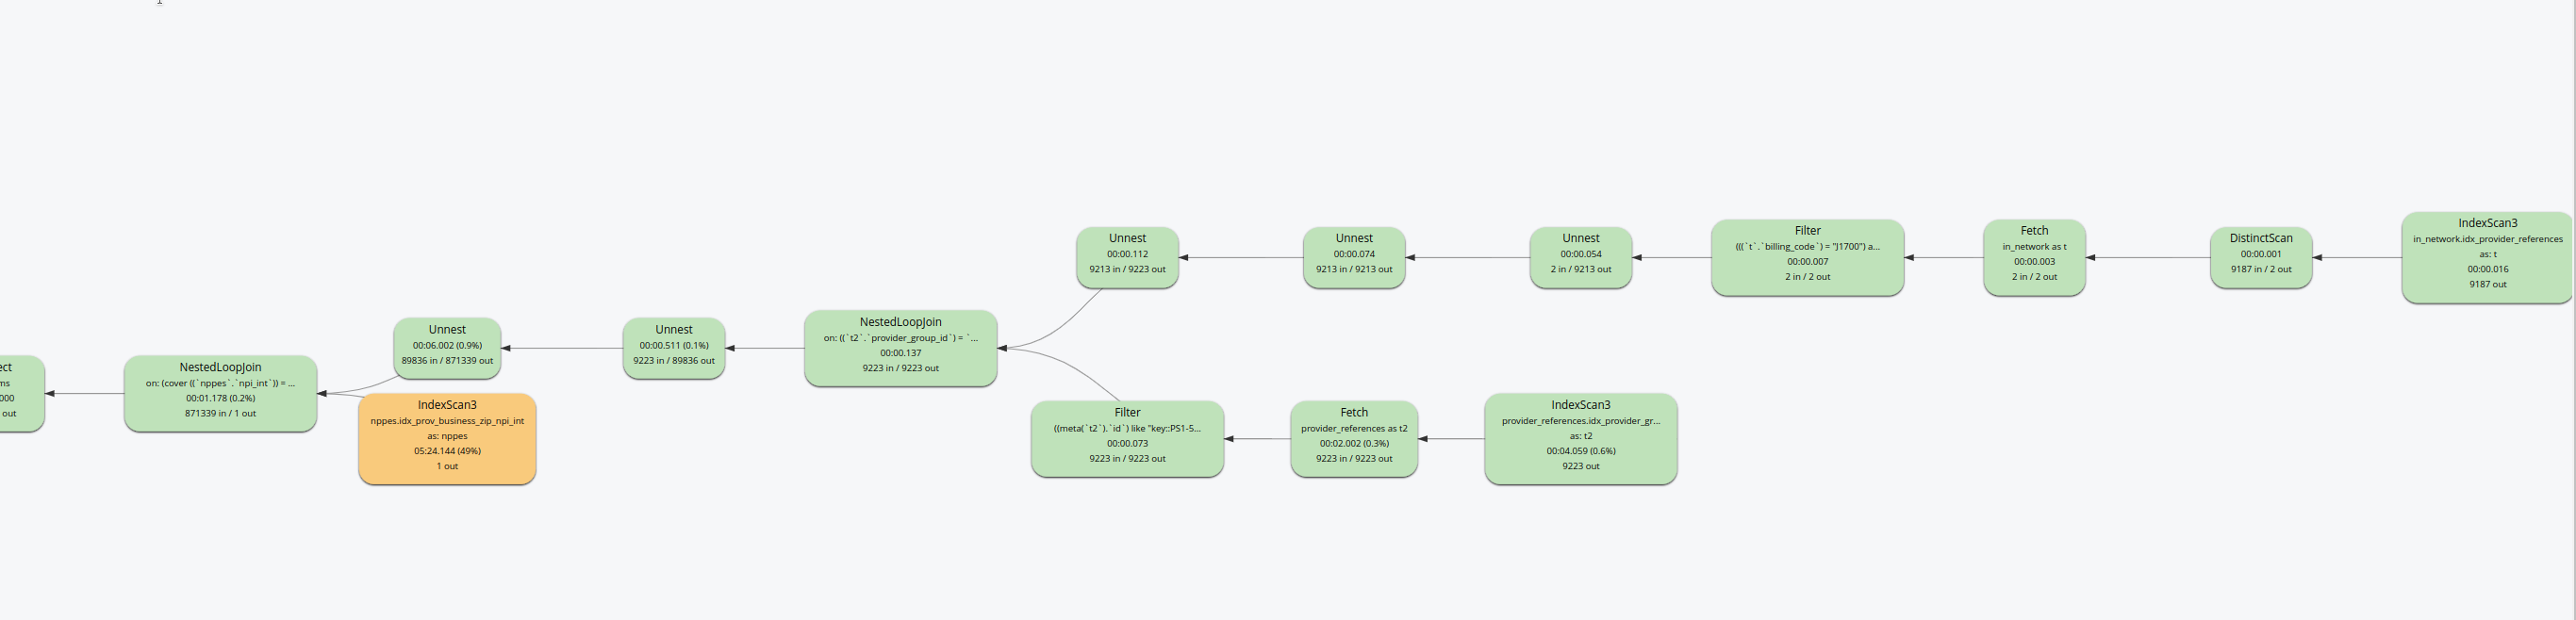 IndexScan3
in_network.idx_provider_references
as: t
00:00.016
9187 out
DistinctScan
00:00.001
9187 in / 2 out
Fetch
in_network as t
00:00.003
2 in / 2 out
Filter
(((`t`.`billing_code`) = "J1700") a...
00:00.007
2 in / 2 out
Unnest
00:00.054
2 in / 9213 out
Unnest
00:00.074
9213 in / 9213 out
Unnest
00:00.112
9213 in / 9223 out
NestedLoopJoin
on: ((`t2`.`provider_group_id`) = `...
00:00.137
9223 in / 9223 out
Unnest
00:00.511 (0.1%)
9223 in / 89836 out
Unnest
00:06.002 (0.9%)
89836 in / 871339 out
NestedLoopJoin
on: (cover ((`nppes`.`npi_int`)) = ...
00:01.178 (0.2%)
871339 in / 1 out
ect
ms
000
out
IndexScan3
nppes.idx_prov_business_zip_npi_int
as: nppes
05:24.144 (49%)
1 out
Filter
((meta(`t2`).`id`) like "key::PS1-5...
00:00.073
9223 in / 9223 out
Fetch
provider_references as t2
00:02.002 (0.3%)
9223 in / 9223 out
IndexScan3
provider_references.idx_provider_gr...
as: t2
00:04.059 (0.6%)
9223 out